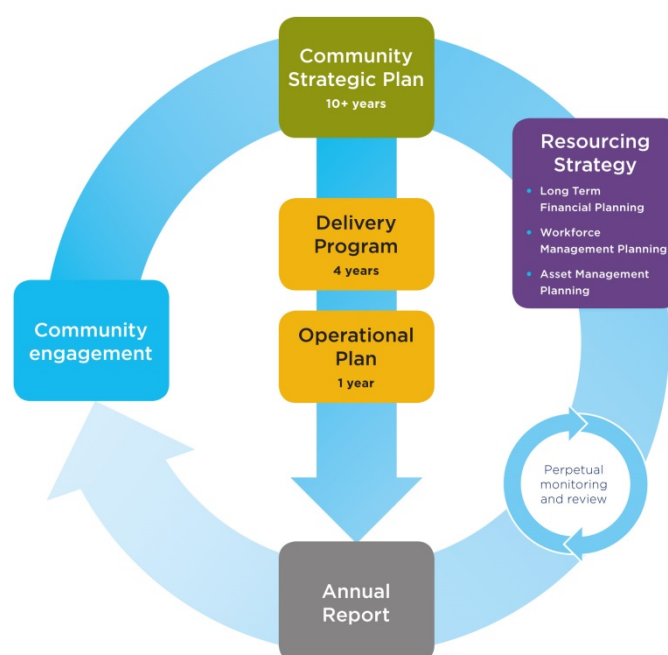 Community
Strategic Plan
10+ years
Resourcing
Strategy
• Long Term
Financial Planning
• Workforce
Management Planning
• Asset Management
Planning
Delivery
Program
4 years
Community
engagement
Operational
Plan
1 year
Perpetual
monitoring
and review
Annual
Report